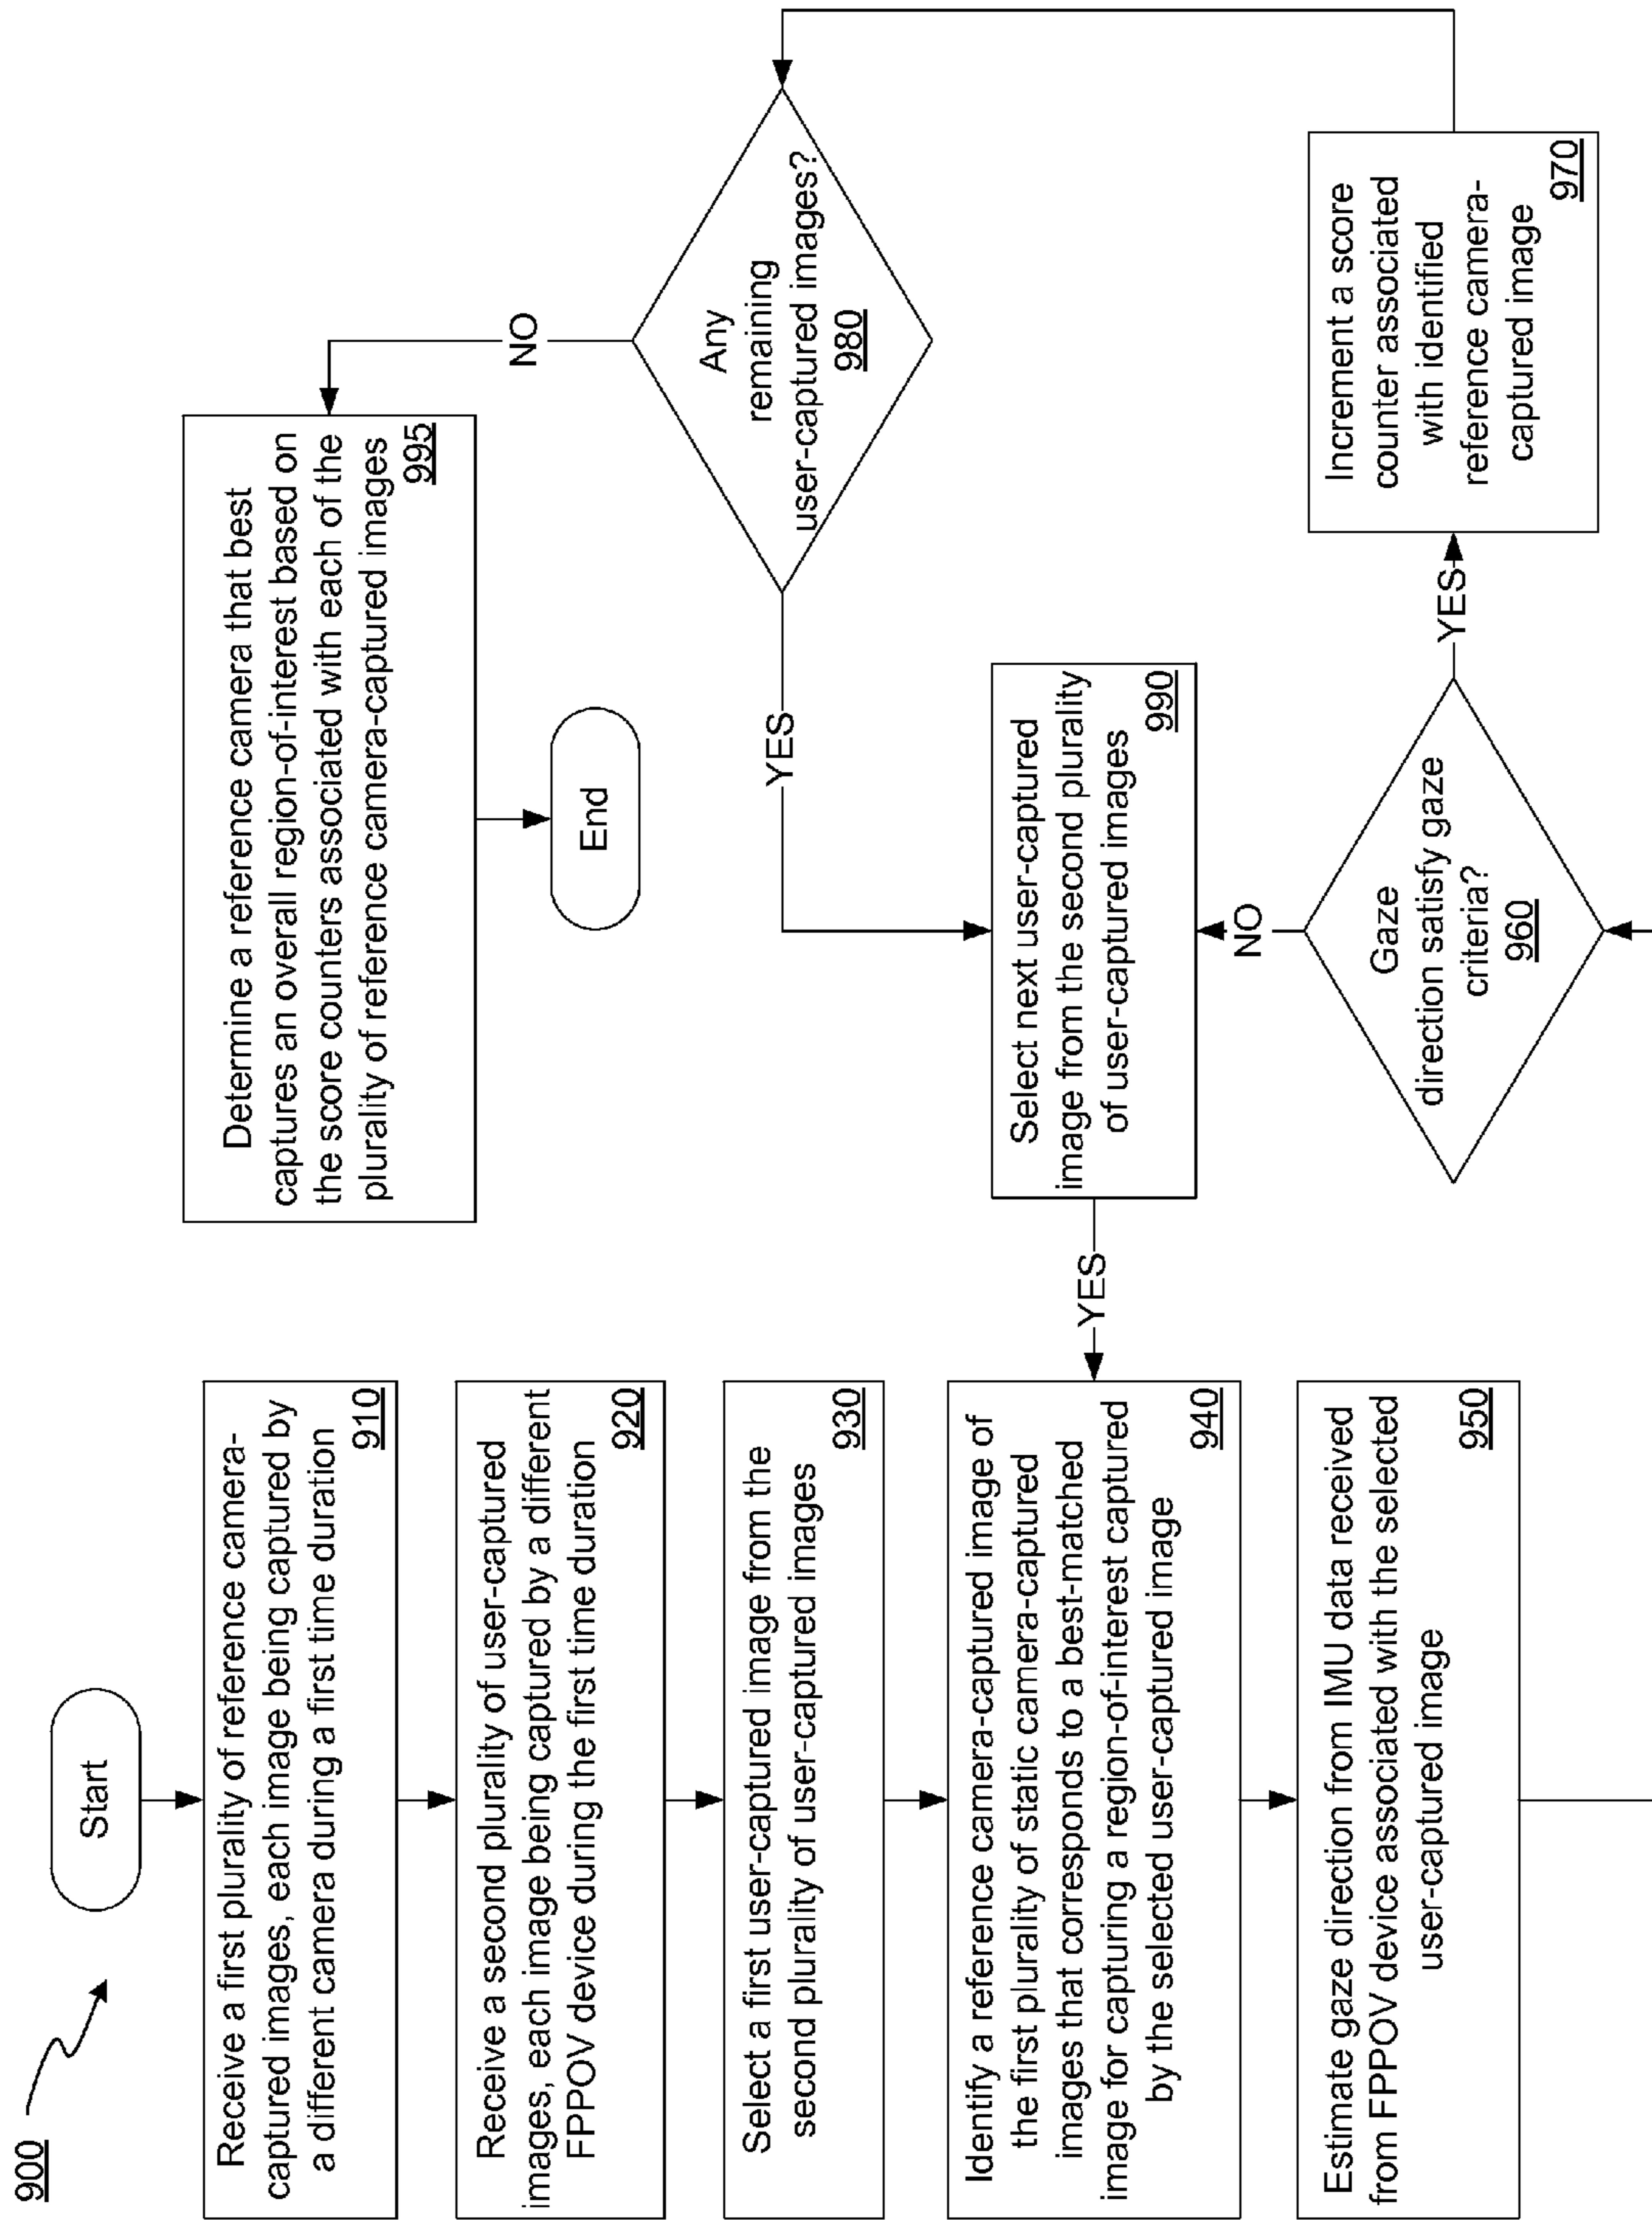 900
Start
Receive a first plurality of reference camera-
captured images, each image being captured by
a different camera during a first time duration
910
Receive a second plurality of user-captured
images, each image being captured by a different
FPPOV device during the first time duration
920
Select a first user-captured image from the
second plurality of user-captured images
930
Identify a reference camera-captured image of
the first plurality of static camera-captured
images that corresponds to a best-matched
image for capturing a region-of-interest captured
by the selected user-captured image
940
Estimate gaze direction from IMU data received
from FPPOV device associated with the selected
user-captured image
950
Gaze
direction satisfy gaze
criteria?
960
YES
NO
Increment a score
counter associated
with identified
reference camera-
captured image
970
Any
remaining
user-captured images?
980
YES
NO
Select next user-captured
image from the second plurality
of user-captured images
990
YES
Determine a reference camera that best
captures an overall region-of-interest based on
the score counters associated with each of the
plurality of reference camera-captured images
995
End